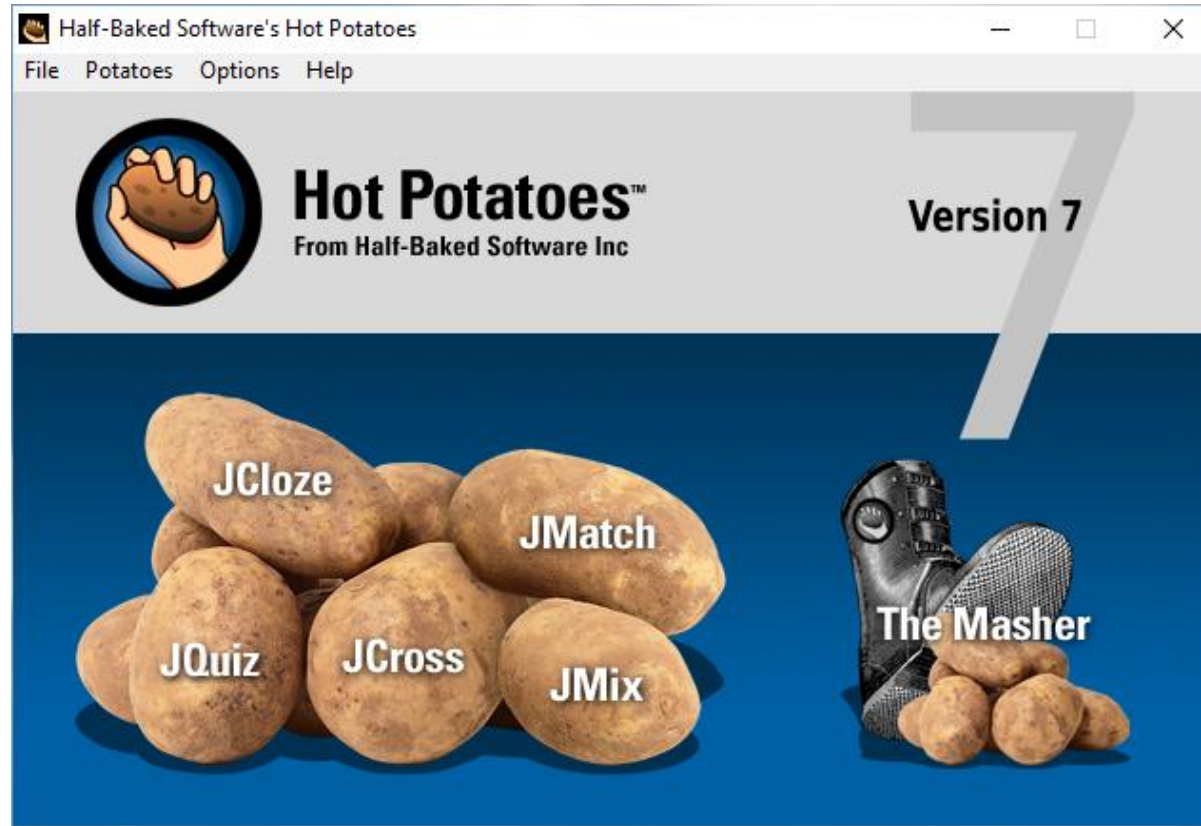 Half-Baked Software's Hot Potatoes
File Potatoes Options Help
7
Hot Potatoes™
From Half-Baked Software Inc
Version 7
JCloze
JMatch
JQuiz
JCross
JMix
The Masher